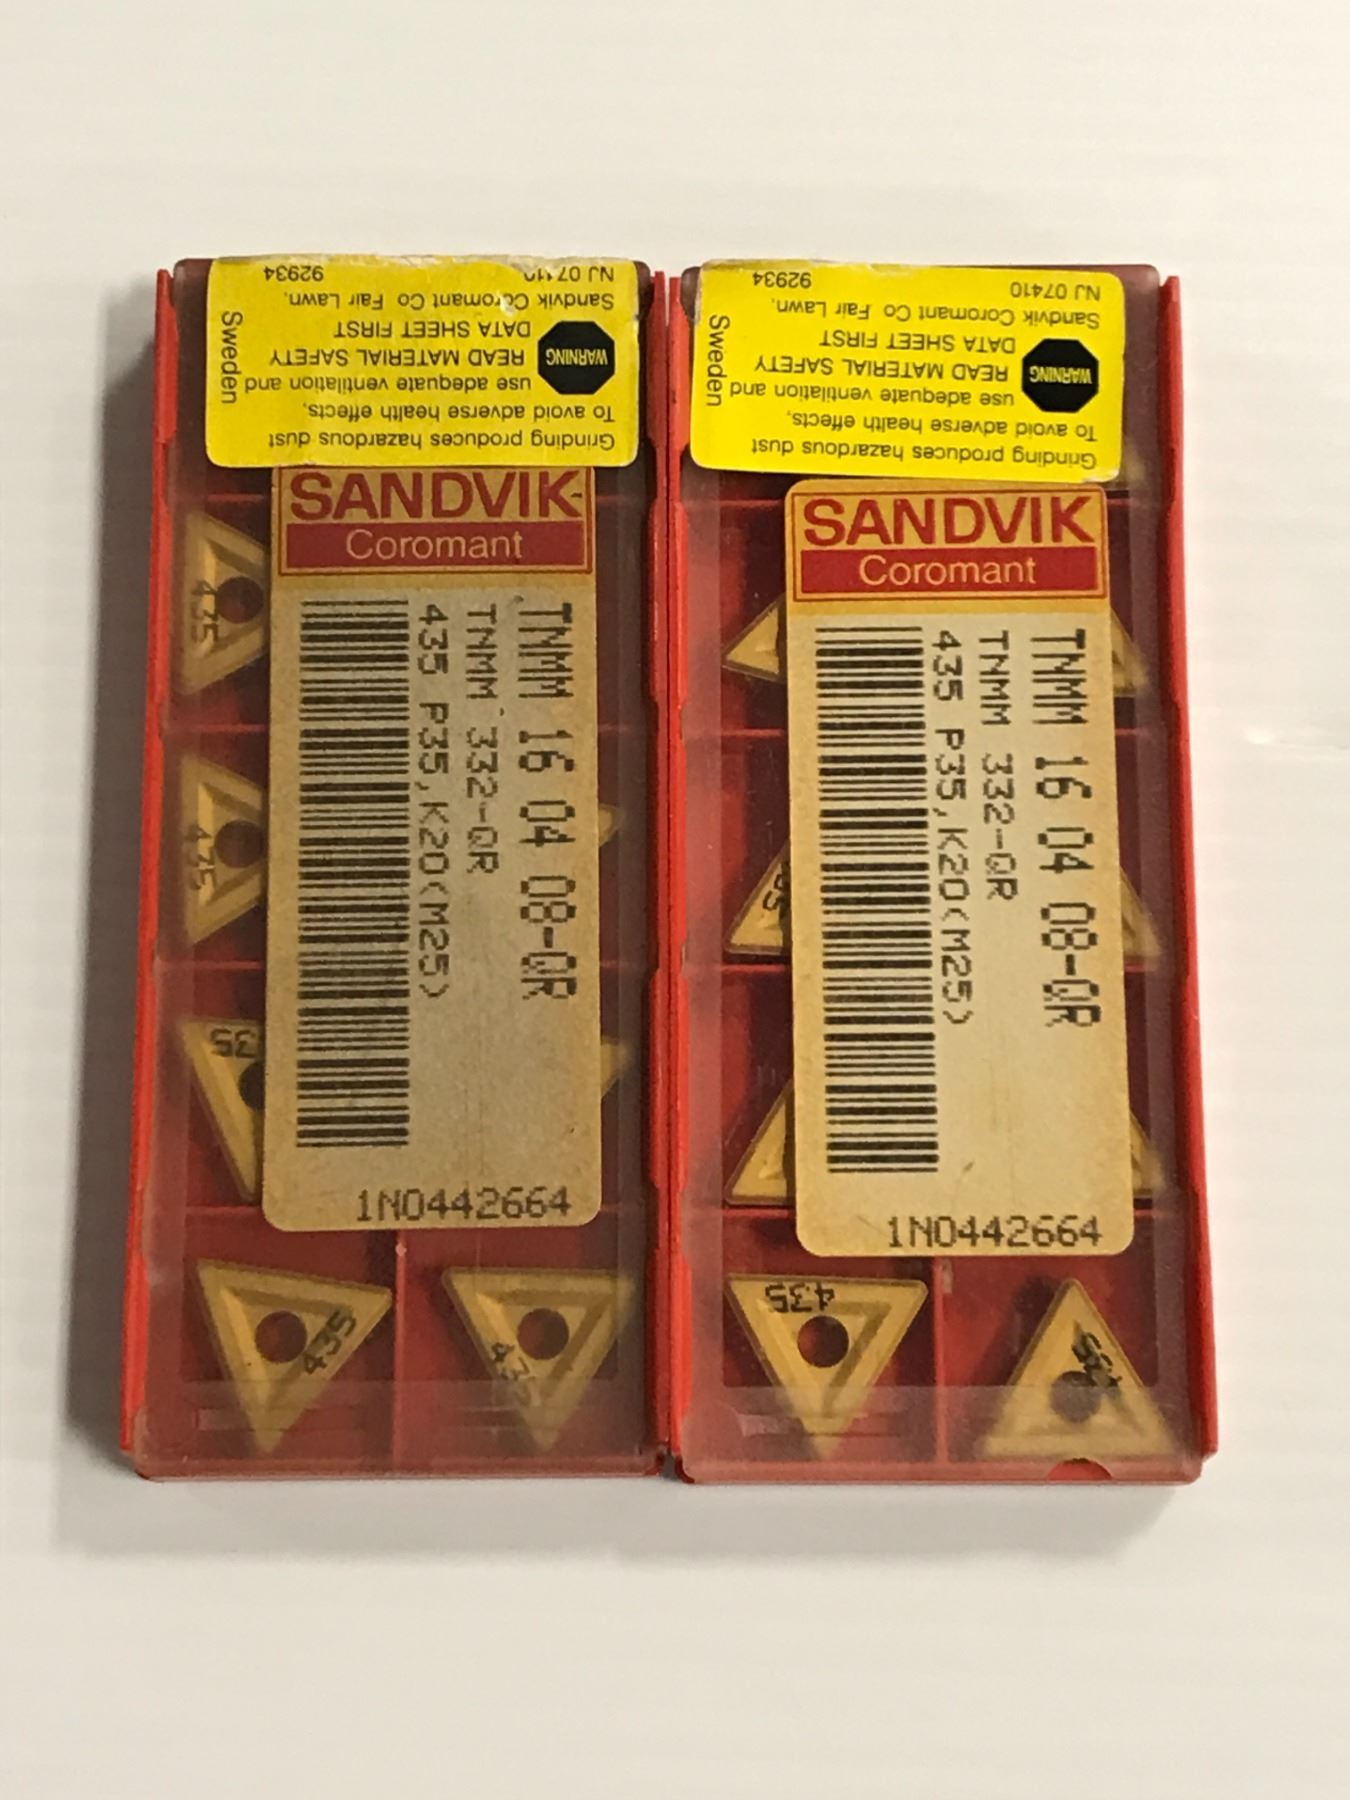 Grinding produces hazardous dust
To avoid adverse health effects,
use adequate ventilation and
READ MATERIAL SAFETY
DATA SHEET FIRST
WARNING
Sandvik Coromant Co Fair Lawn,
NJ 07410
92934
Sweden
SANDVIK
Coromant
TNMM 16 04 08-QR
TNMM 332-QR
435 P35,K20(M25)
1N0442664
435
435
35
435
435
Grinding produces hazardous dust
To avoid adverse health effects,
use adequate ventilation and
READ MATERIAL SAFETY
DATA SHEET FIRST
WARNING
Sandvik Coromant Co Fair Lawn,
NJ 07410
92934
Sweden
SANDVIK
Coromant
TNMM 16 04 08-QR
TNMM 332-QR
435 P35,K20(M25)
1N0442664
35
435
435